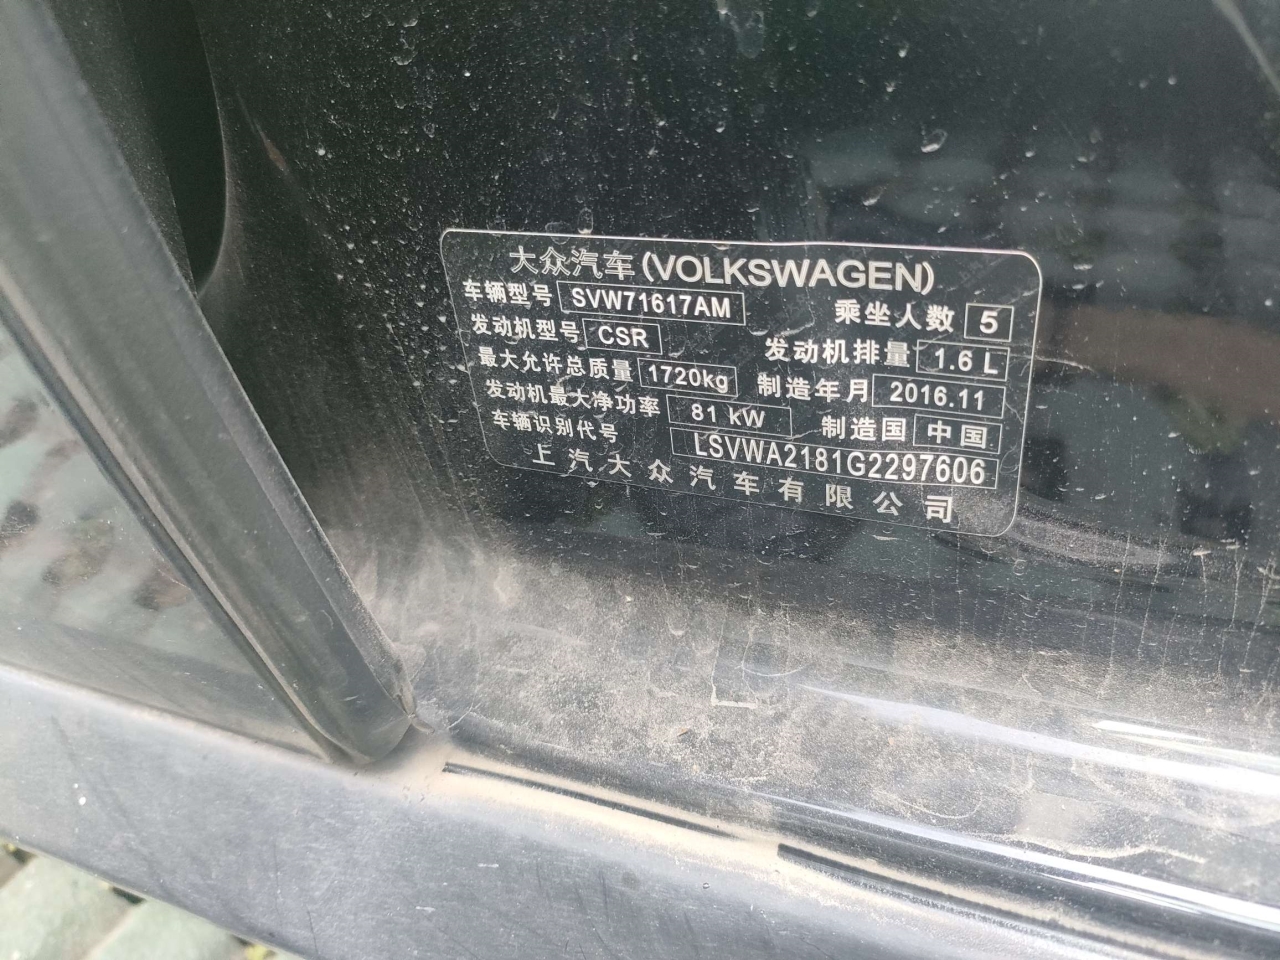 大众汽车(VOLKSWAGEN)
车辆型号 SVW71617AM 乘坐人数 5
发动机型号 CSR 发动机排量 1.6 L
最大允许总质量 1720kg 制造年月 2016.11
发动机最大净功率 81 kW 制造国 中国
车辆识别代号 LSVWA2181G2297606
上汽大众汽车有限公司